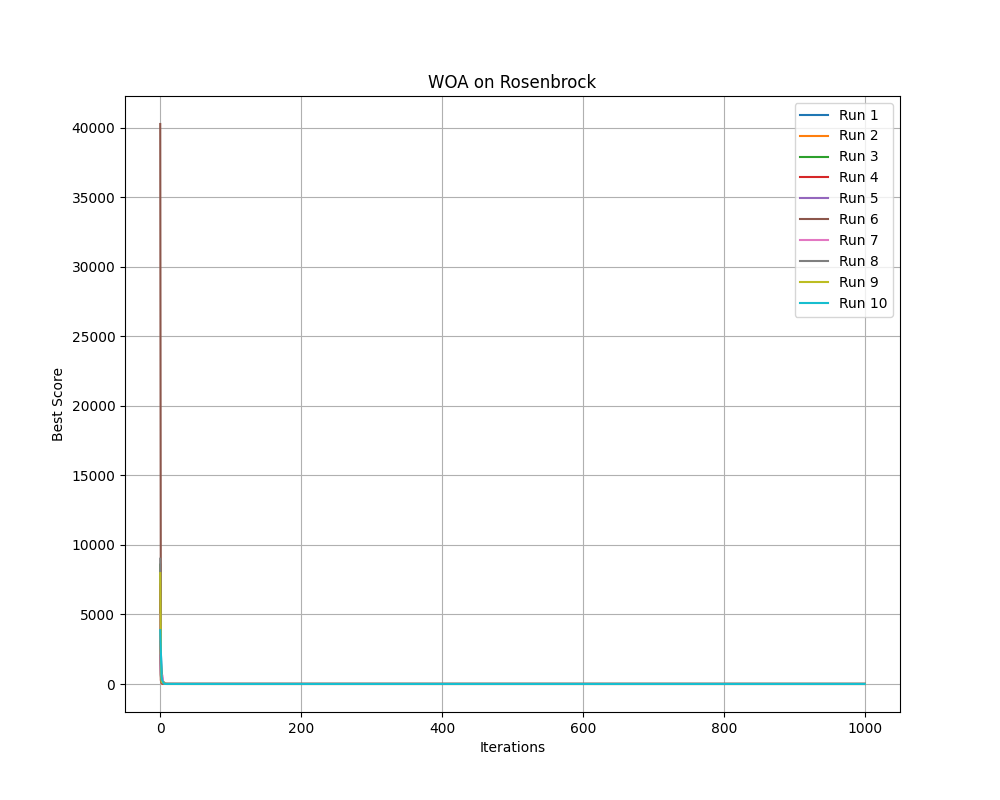 WOA on Rosenbrock
Run 1
Run 2
Run 3
Run 4
Run 5
Run 6
Run 7
Run 8
Run 9
Run 10
Best Score
40000
35000
30000
25000
20000
15000
10000
5000
0
0 200 400 600 800 1000
Iterations